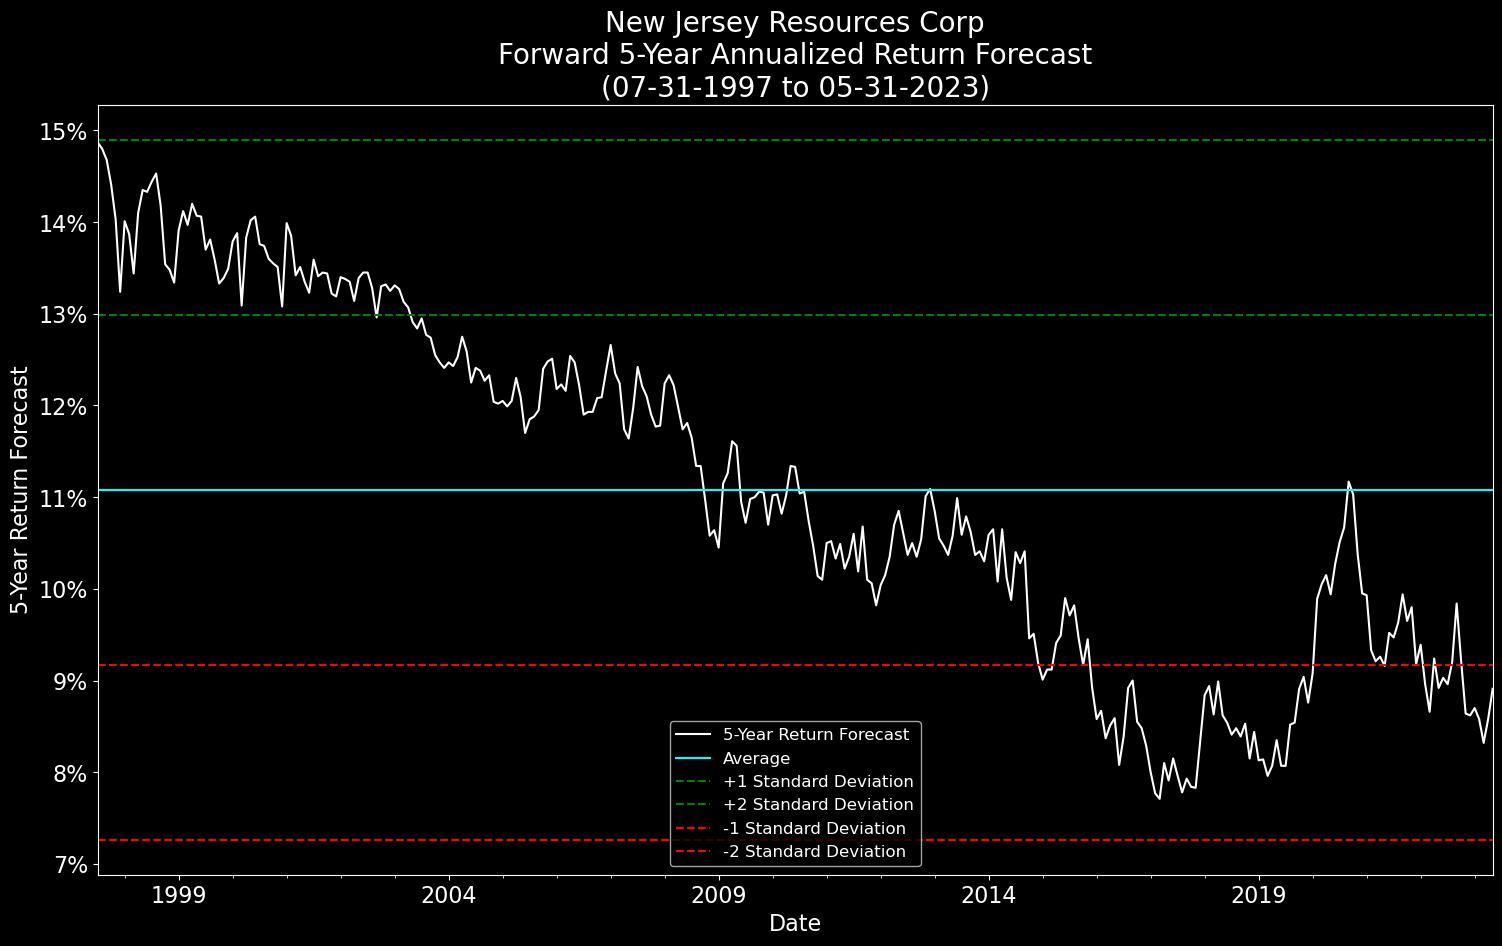 New Jersey Resources Corp
Forward 5-Year Annualized Return Forecast
(07-31-1997 to 05-31-2023)
5-Year Return Forecast
15%
14%
13%
12%
11%
10%
9%
8%
7%
5-Year Return Forecast
Average
+1 Standard Deviation
+2 Standard Deviation
-1 Standard Deviation
-2 Standard Deviation
1999 2004 2009 2014 2019
Date